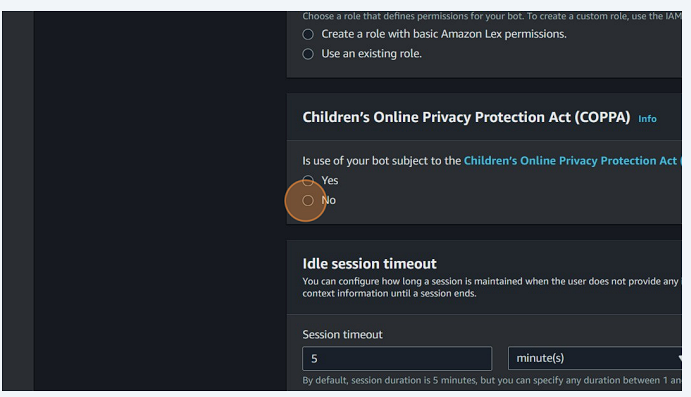 Choose a role that defines permissions for your bot. To create a custom role, use the IAM
Create a role with basic Amazon Lex permissions.
Use an existing role.
Children's Online Privacy Protection Act (COPPA) Info
Is use of your bot subject to the Children's Online Privacy Protection Act (
Yes
No
Idle session timeout
You can configure how long a session is maintained when the user does not provide any
context information until a session ends.
Session timeout
5
minute(s)
By default, session duration is 5 minutes, but you can specify any duration between 1 an